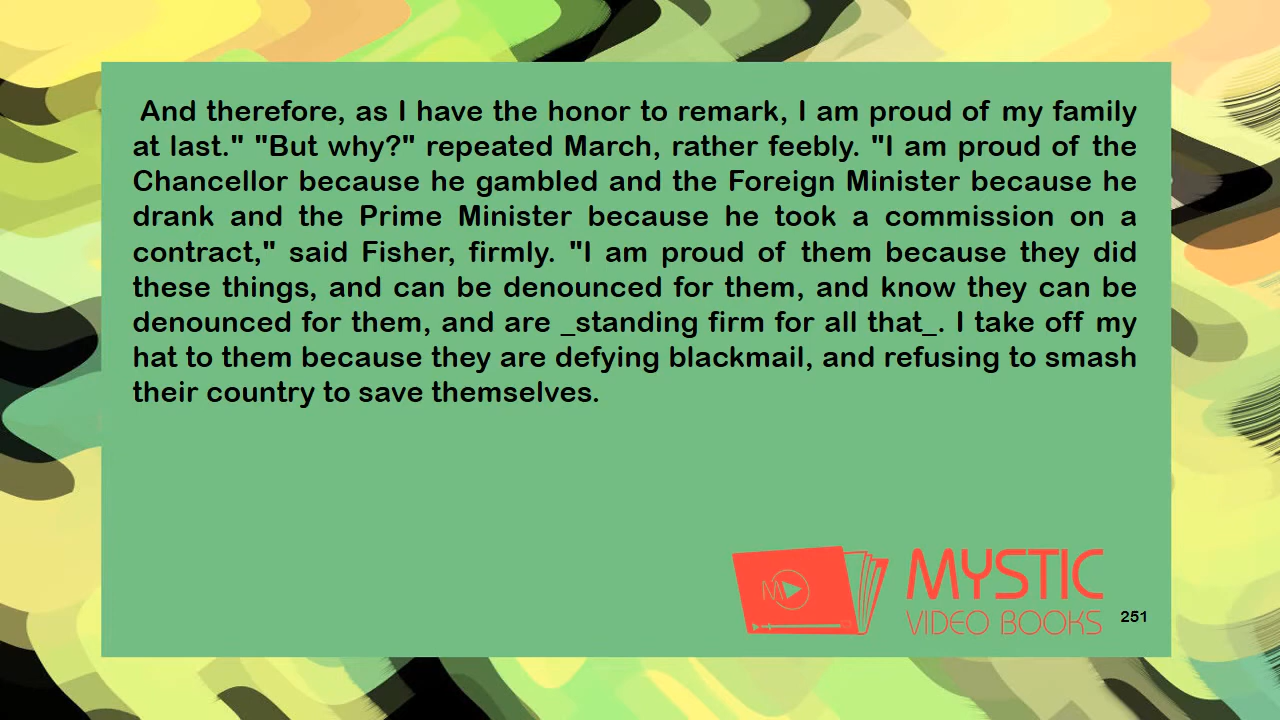 And therefore, as I have the honor to remark, I am proud of my family
at last." "But why?" repeated March, rather feebly. "I am proud of the
Chancellor because he gambled and the Foreign Minister because he
drank and the Prime Minister because he took a commission on a
contract," said Fisher, firmly. "I am proud of them because they did
these things, and can be denounced for them, and know they can be
denounced for them, and are _standing firm for all that_. I take off my
hat to them because they are defying blackmail, and refusing to smash
their country to save themselves.
M
MYSTIC
VIDEO BOOKS
251